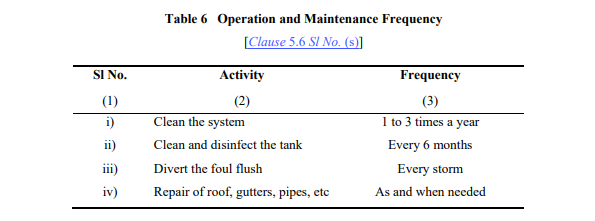 Table 6 Operation and Maintenance Frequency
[Clause 5.6 Sl No. (s)]
Sl No. Activity Frequency
(1) (2) (3)
i) Clean the system 1 to 3 times a year
ii) Clean and disinfect the tank Every 6 months
iii) Divert the foul flush Every storm
iv) Repair of roof, gutters, pipes, etc As and when needed